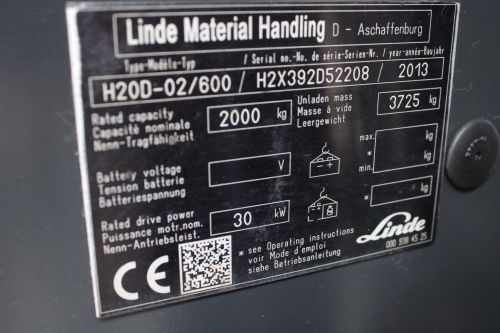 Linde Material Handling D - Aschaffenburg
Type-Modèle-Typ / Serial no.-No. de série-Serien-Nr. / year-année-Baujahr
H20D-02/600 / H2X392D52208 / 2013
Rated capacity
Capacité nominale
Nenn-Tragfähigkeit
2000 kg
Unladen mass
Masse à vide
Leergewicht
3725 kg
Battery voltage
Tension batterie
Batteriespannung
V
max.
*
min.
kg
kg
Rated drive power
Puissance motr.nom.
Nenn-Antriebsleist.
30 kW
* kg
* see Operating instructions
voir Mode d'emploi
siehe Betriebsanleitung
CE
Linde
000 938 45 25